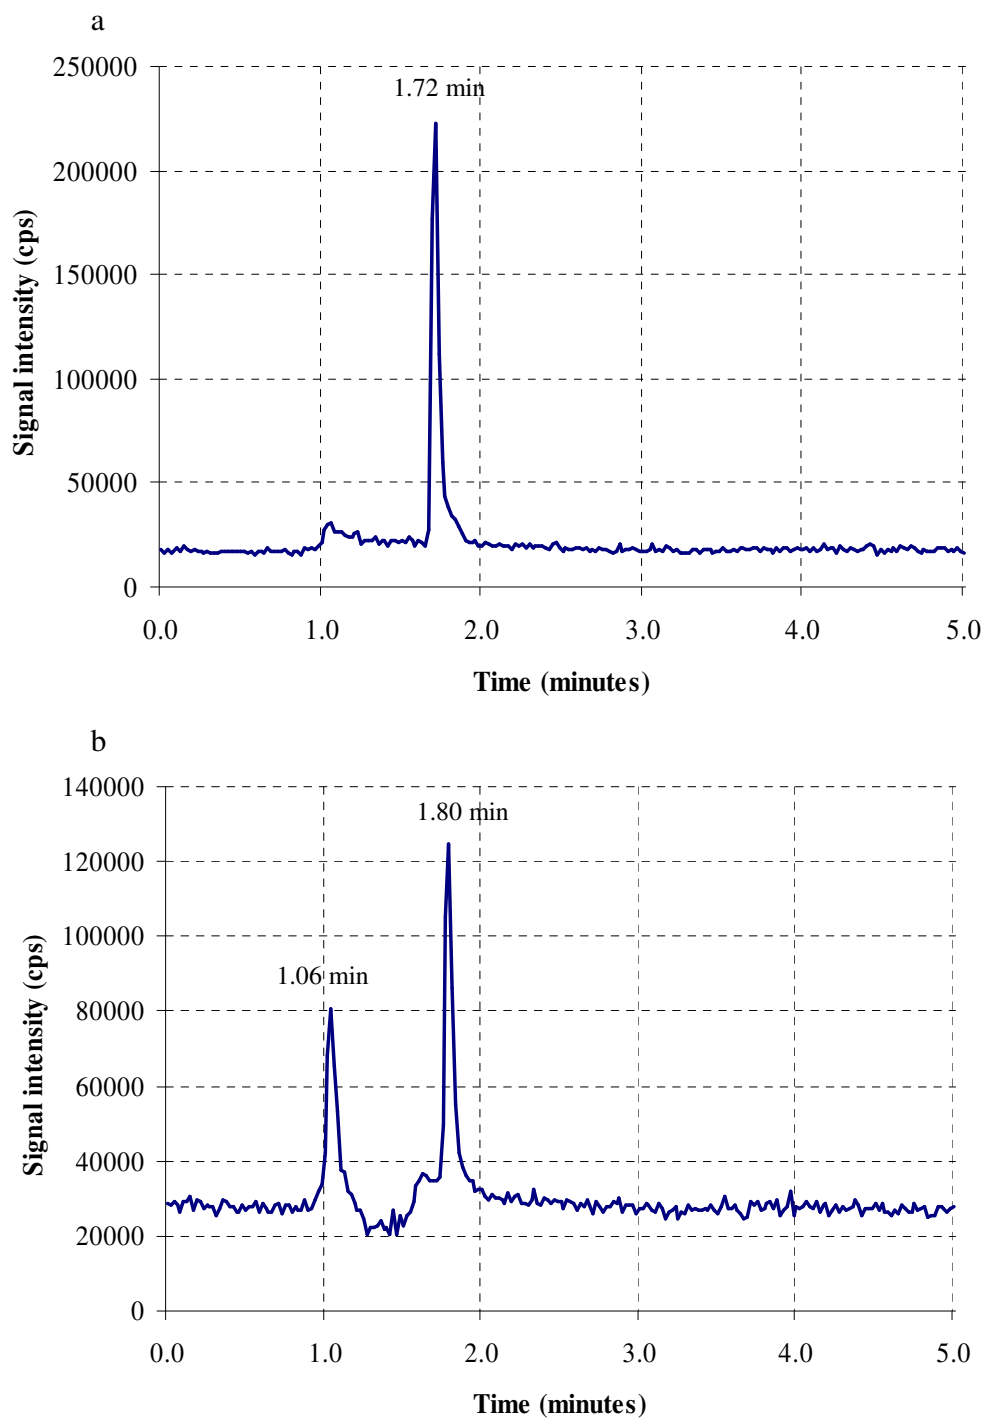 a
250000
1.72 min
200000
150000
100000
50000
0
Signal intensity (cps)
0.0 1.0 2.0 3.0 4.0 5.0
Time (minutes)
b
140000
1.80 min
120000
100000
1.06 min
80000
60000
40000
20000
0
Signal intensity (cps)
0.0 1.0 2.0 3.0 4.0 5.0
Time (minutes)